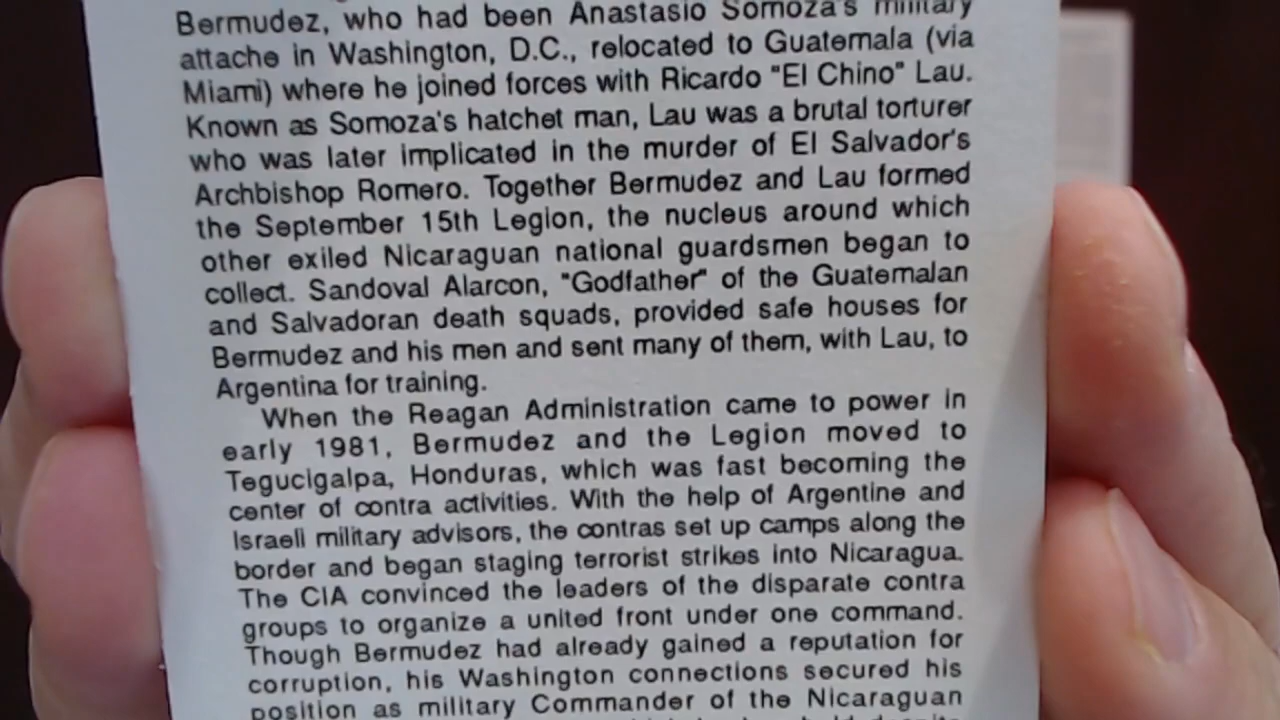 Bermudez, who had been Anastasio Somoza's military
attache in Washington, D.C., relocated to Guatemala (via
Miami) where he joined forces with Ricardo "El Chino" Lau.
Known as Somoza's hatchet man, Lau was a brutal torturer
who was later implicated in the murder of El Salvador's
Archbishop Romero. Together Bermudez and Lau formed
the September 15th Legion, the nucleus around which
other exiled Nicaraguan national guardsmen began to
collect. Sandoval Alarcon, "Godfather" of the Guatemalan
and Salvadoran death squads, provided safe houses for
Bermudez and his men and sent many of them, with Lau, to
Argentina for training.
When the Reagan Administration came to power in
early 1981, Bermudez and the Legion moved to
Tegucigalpa, Honduras, which was fast becoming the
center of contra activities. With the help of Argentine and
Israeli military advisors, the contras set up camps along the
border and began staging terrorist strikes into Nicaragua.
The CIA convinced the leaders of the disparate contra
groups to organize a united front under one command.
Though Bermudez had already gained a reputation for
corruption, his Washington connections secured his
position as military Commander of the Nicaraguan